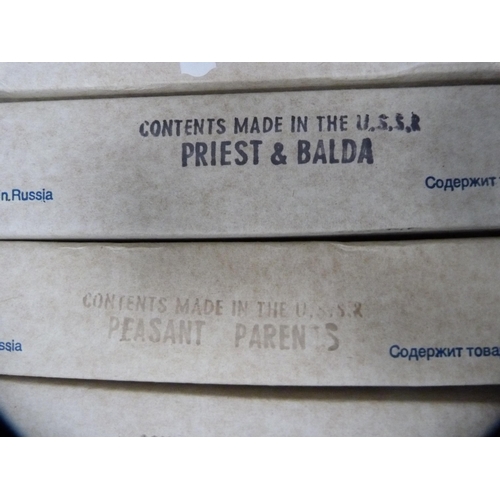 CONTENTS MADE IN THE U.S.S.R
PRIEST & BALDA
n Russia
Содержит
CONTENTS MADE IN THE U.S.S.R
PEASANT PARENTS
ssia
Содержит това